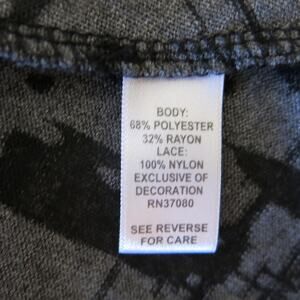 BODY:
68% POLYESTER
32% RAYON
LACE:
100% NYLON
EXCLUSIVE OF
DECORATION
RN37080
SEE REVERSE
FOR CARE